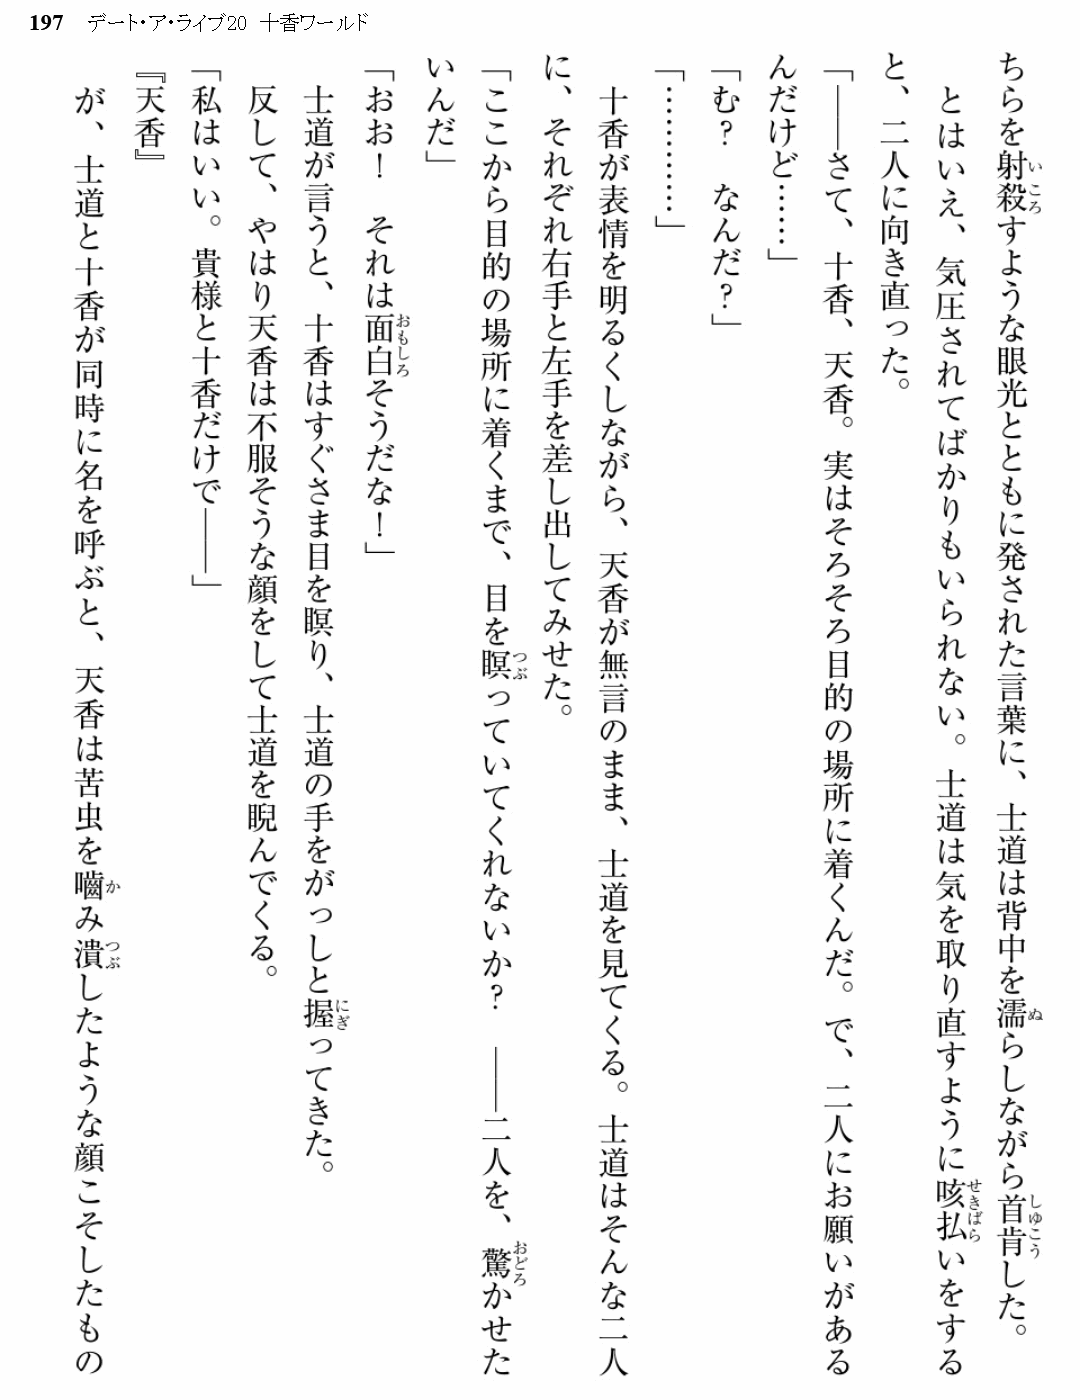 197 デート・ア・ライブ20 十香ワールド
ちらを射殺すような眼光とともに発された言葉に、士道は背中を濡らしながら首肯した。
とはいえ、気圧されてばかりもいられない。士道は気を取り直すように咳払いをする
と、二人に向き直った。
「――さて、十香、天香。実はそろそろ目的の場所に着くんだ。で、二人にお願いがある
んだけど……」
「む? なんだ?」
「…………」
十香が表情を明るくしながら、天香が無言のまま、士道を見てくる。士道はそんな二人
に、それぞれ右手と左手を差し出してみせた。
「ここから目的の場所に着くまで、目を瞑っていてくれないか? ――二人を、驚かせた
いんだ」
「おお! それは面白そうだな!」
士道が言うと、十香はすぐさま目を瞑り、士道の手をがっしと握ってきた。
反して、やはり天香は不服そうな顔をして士道を睨んでくる。
「私はいい。貴様と十香だけで――」
『天香』
が、士道と十香が同時に名を呼ぶと、天香は苦虫を嚙み潰したような顔こそしたもの